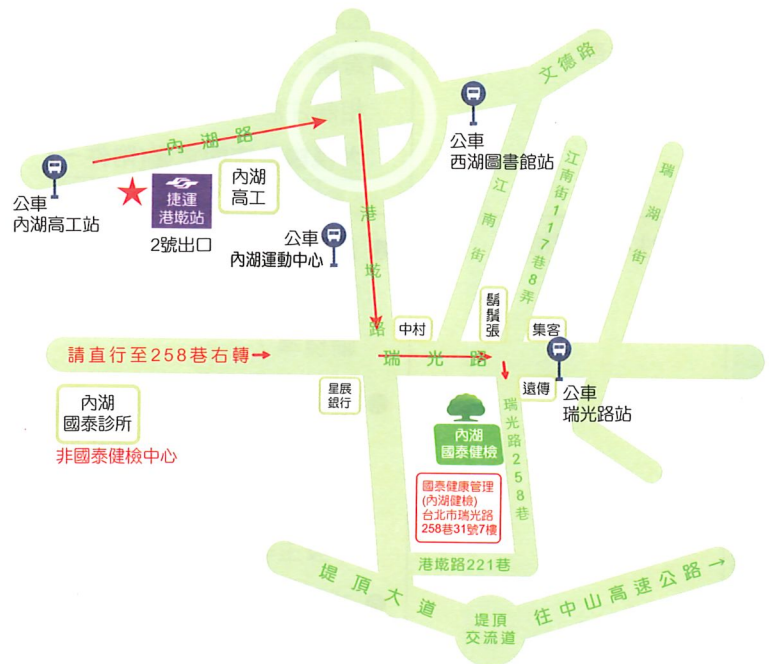 文德路
公車
西湖圖書館站
內湖路
公車
內湖高工站
捷運
港墘站
2號出口
內湖
高工
江南街117巷8弄
瑞湖街
江南街
港墘路
公車
內湖運動中心
中村
鬍鬚張
集客
請直行至258巷右轉→
瑞光路
星展
銀行
遠傳
公車
瑞光路站
內湖
國泰診所
非國泰健檢中心
內湖
國泰健檢
瑞光路258巷
國泰健康管理
(內湖健檢)
台北市瑞光路
258巷31號7樓
港墘路221巷
堤頂大道
堤頂
交流道
往中山高速公路→